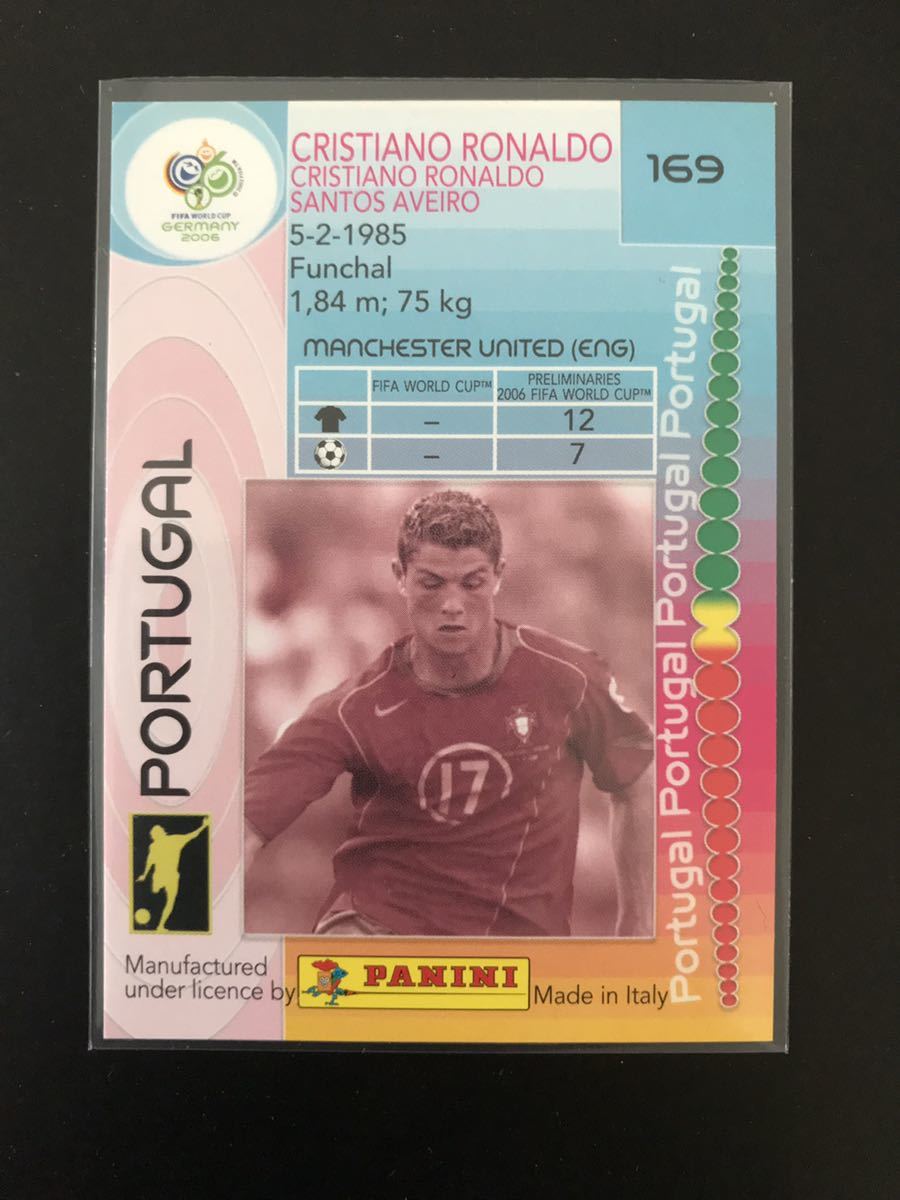 FIFA WORLD CUP
GERMANY
2006
CRISTIANO RONALDO
CRISTIANO RONALDO
SANTOS AVEIRO
5-2-1985
Funchal
1,84 m; 75 kg
169
MANCHESTER UNITED (ENG)
FIFA WORLD CUP™
PRELIMINARIES
2006 FIFA WORLD CUP™
– 12
– 7
PORTUGAL
17
Portugal Portugal Portugal Portugal Portugal
Manufactured
under licence by
PANINI
Made in Italy